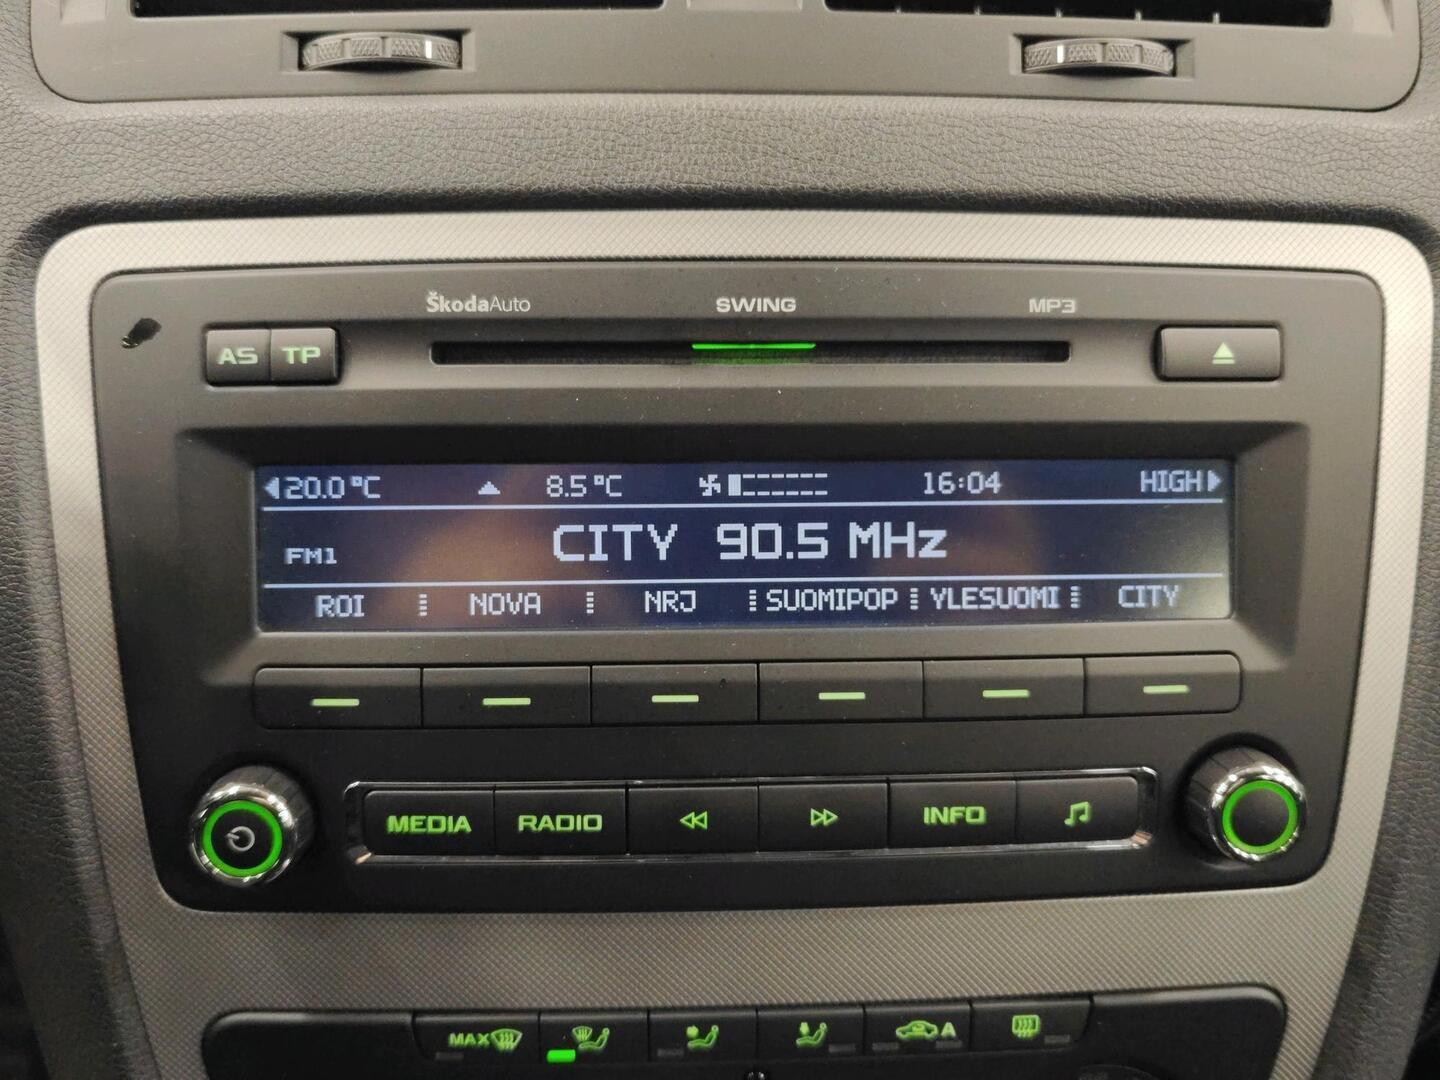 ŠkodaAuto SWING MP3
AS TP
20.0 °C 8.5 °C 16:04 HIGH
CITY 90.5 MHz
FM1
ROI NOVA NRJ SUOMIPOP YLESUOMI CITY
MEDIA RADIO INFO
MAX A